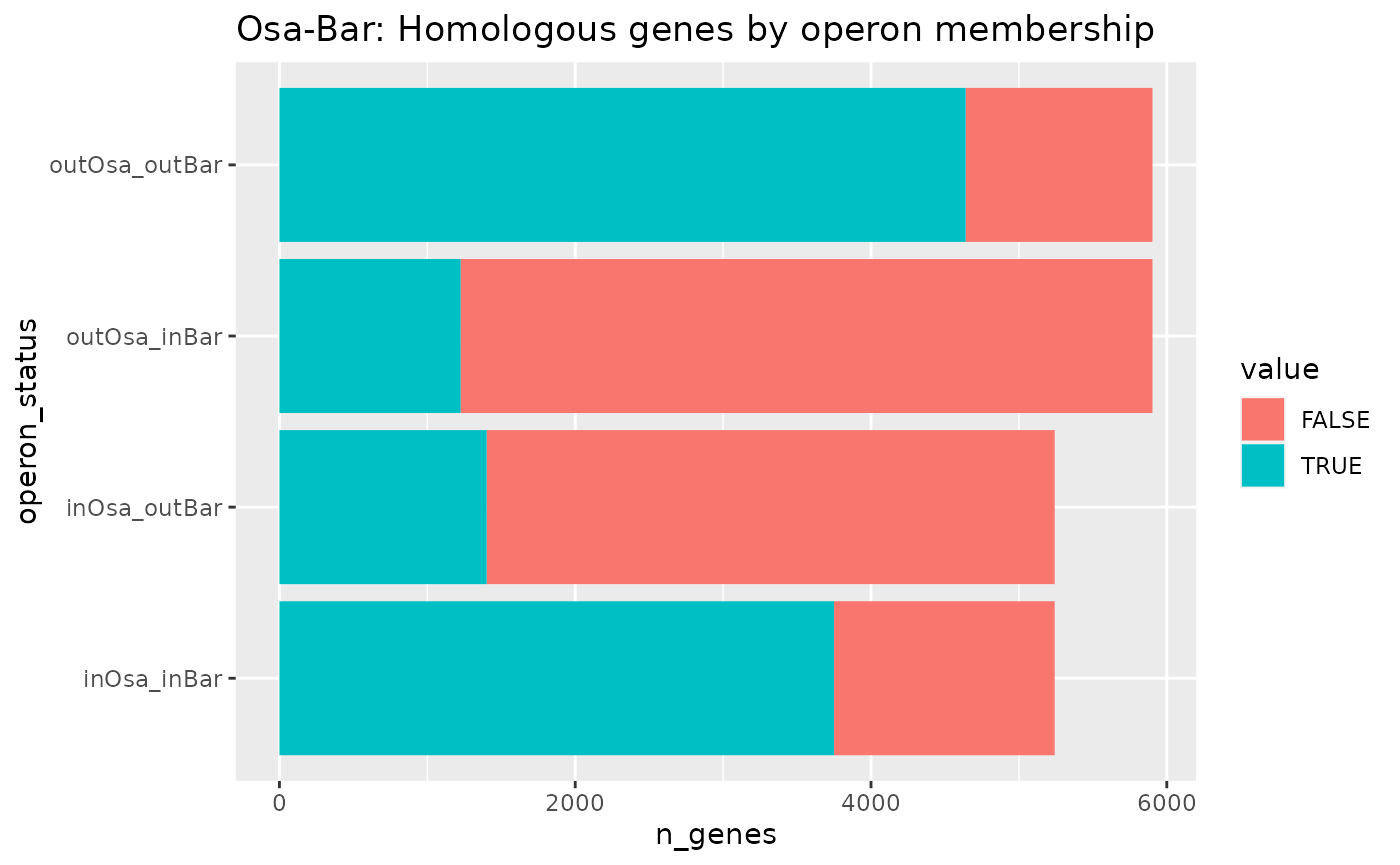 Osa-Bar: Homologous genes by operon membership
operon_status
outOsa_outBar
outOsa_inBar
inOsa_outBar
inOsa_inBar
0 2000 4000 6000
n_genes
value
FALSE
TRUE